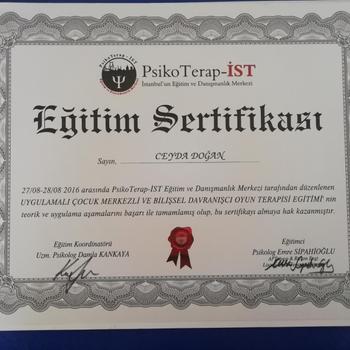 PsikoTerap-İST
PsikoTerap-İST
İstanbul'un Eğitim ve Danışmanlık Merkezi
Eğitim Sertifikası
Sayın, CEYDA DOĞAN
27/08-28/08 2016 arasında PsikoTerap-İST Eğitim ve Danışmanlık Merkezi tarafından düzenlenen
UYGULAMALI ÇOCUK MERKEZLİ VE BİLİŞSEL DAVRANIŞCI OYUN TERAPİSİ EĞİTİMİ' nin
teorik ve uygulama aşamalarını başarı ile tamamlamış olup, bu sertifikayı almaya hak kazanmıştır.
Eğitim Koordinatörü
Uzm. Psikolog Damla KANKAYA
Eğitimci
Psikolog Emre SİPAHİOĞLU